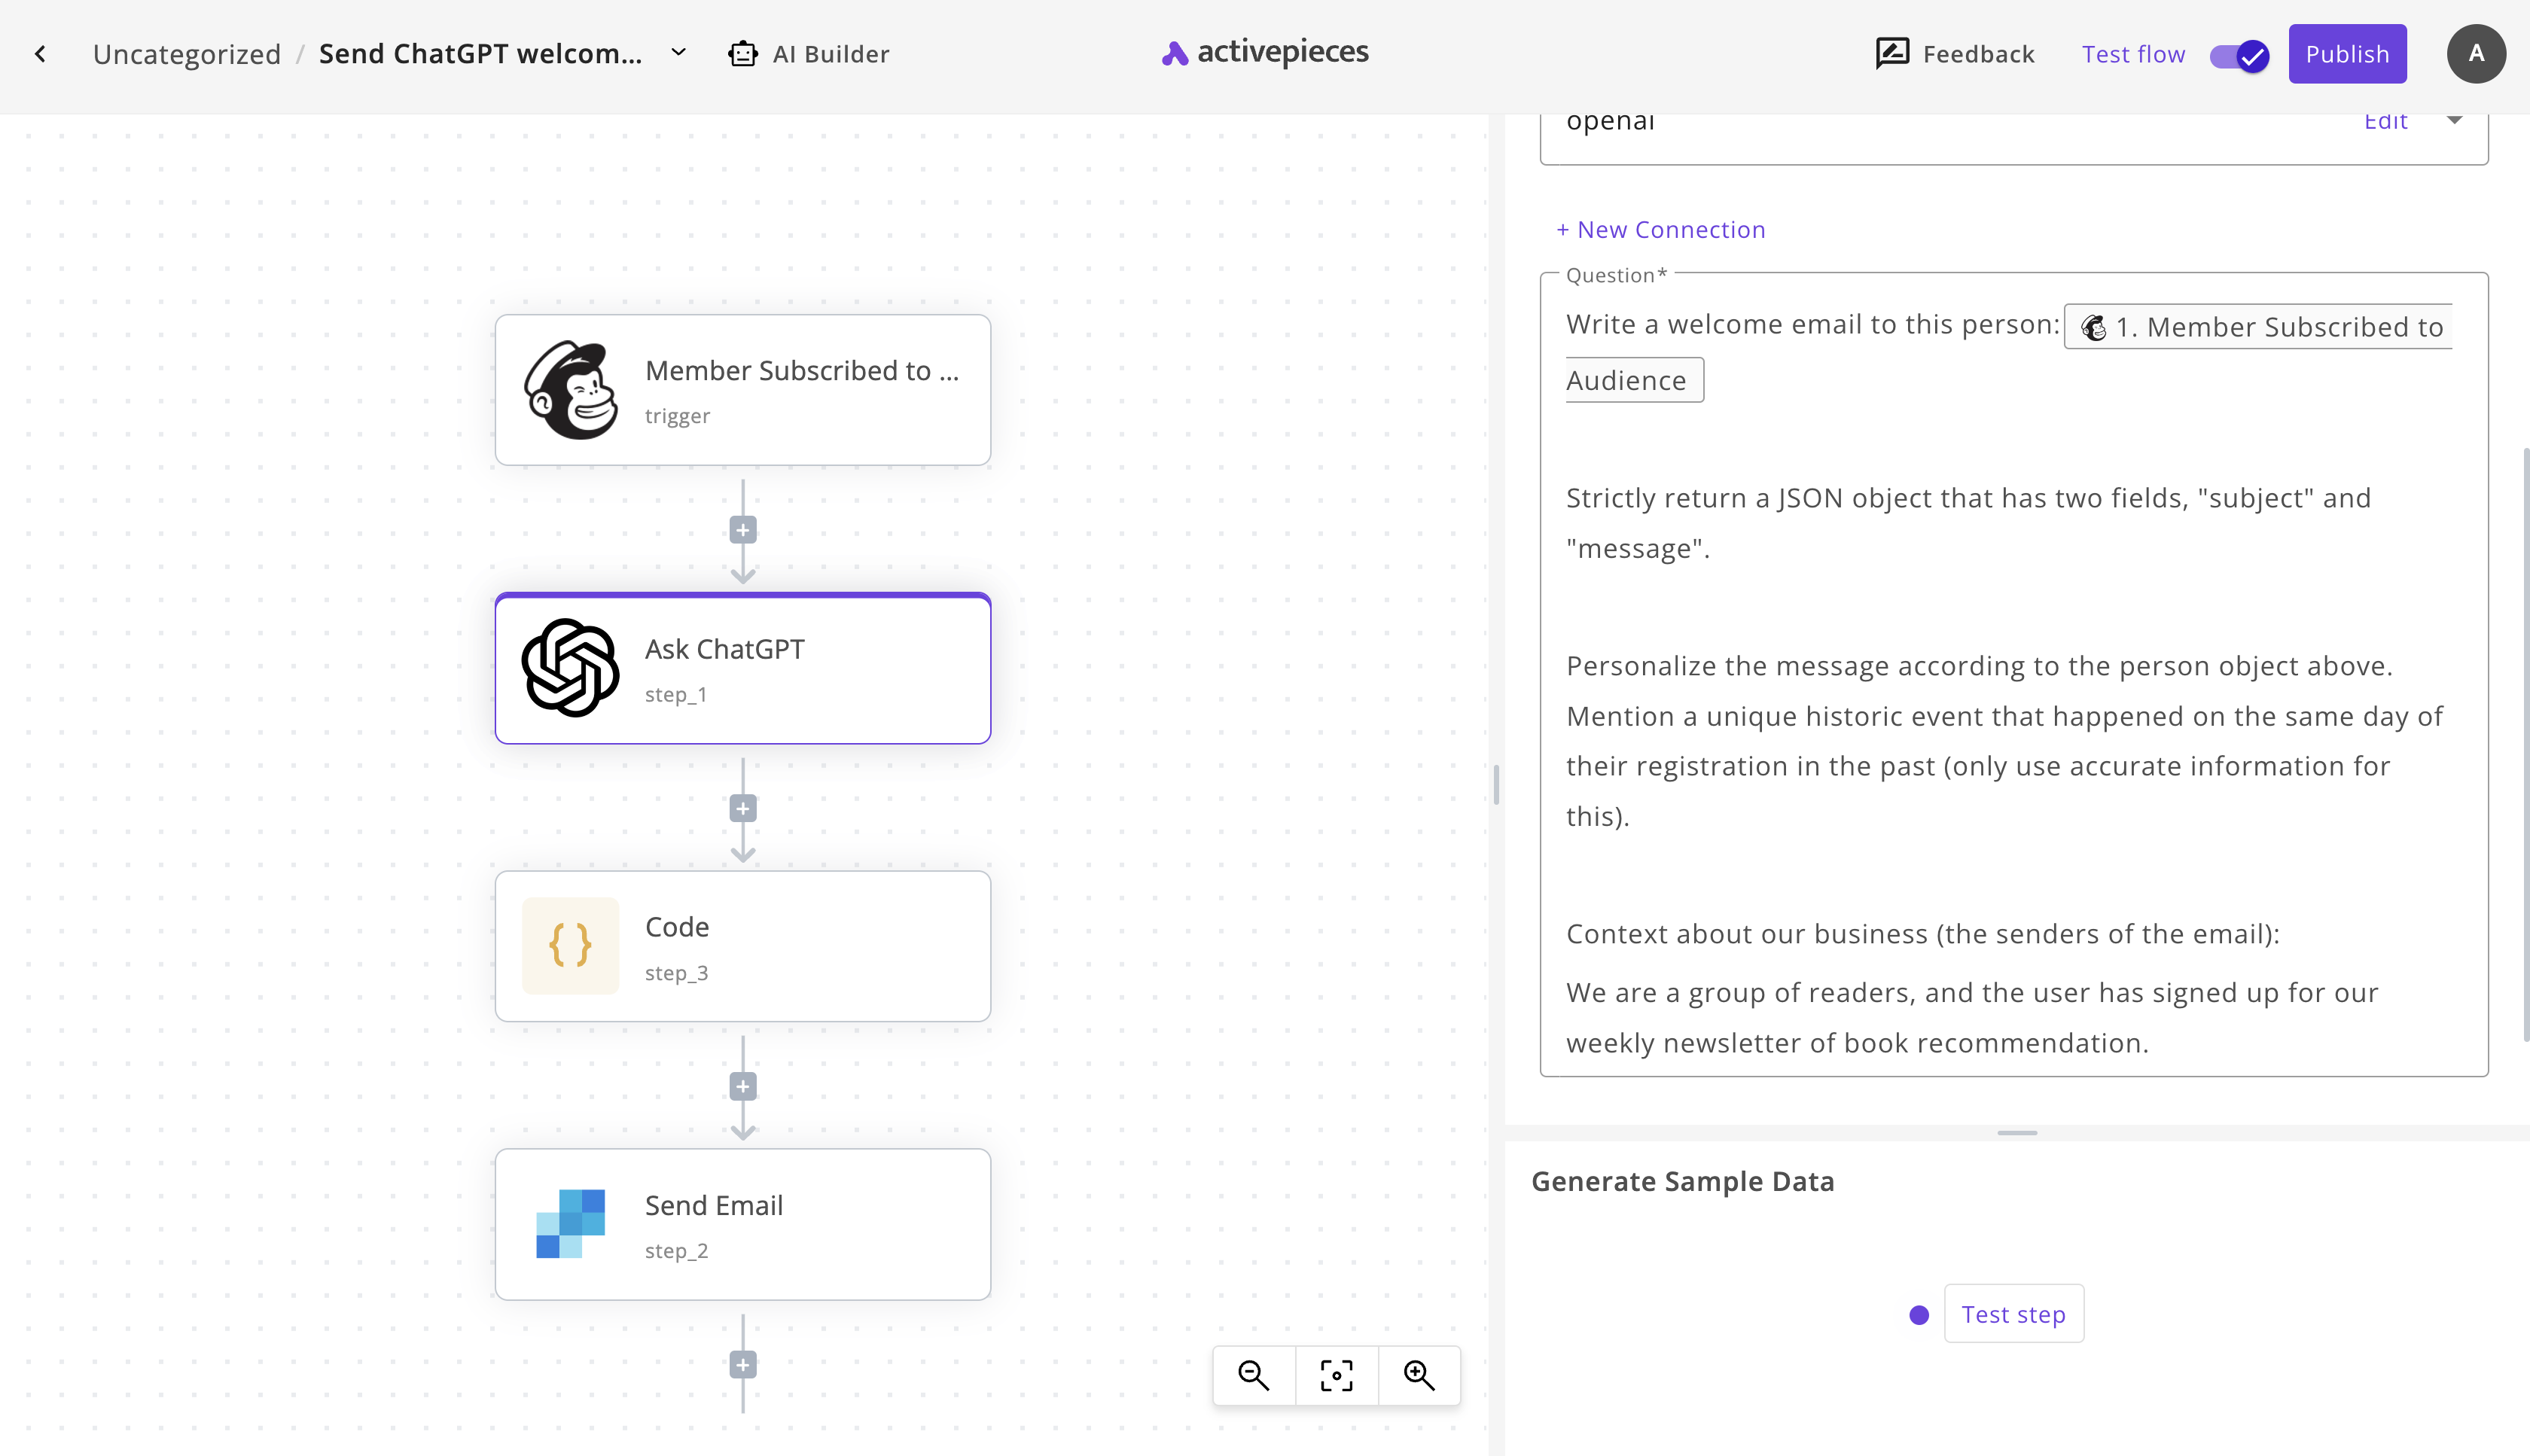 Uncategorized / Send ChatGPT welcom...
AI Builder
activepieces
Feedback
Test flow
Publish
A
Member Subscribed to ...
trigger
Ask ChatGPT
step_1
{}
Code
step_3
Send Email
step_2
openai
Edit
+ New Connection
Question*
Write a welcome email to this person: 1. Member Subscribed to
Audience
Strictly return a JSON object that has two fields, "subject" and
"message".
Personalize the message according to the person object above.
Mention a unique historic event that happened on the same day of
their registration in the past (only use accurate information for
this).
Context about our business (the senders of the email):
We are a group of readers, and the user has signed up for our
weekly newsletter of book recommendation.
Generate Sample Data
Test step